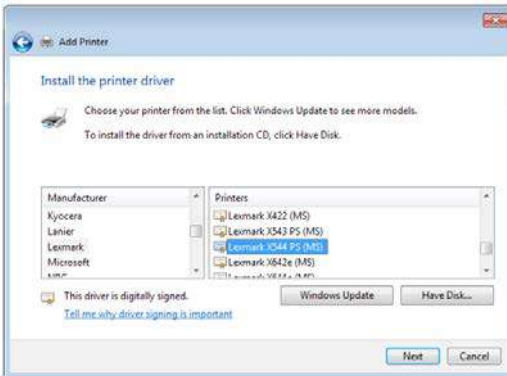 Add Printer
Install the printer driver
Choose your printer from the list. Click Windows Update to see more models.
To install the driver from an installation CD, click Have Disk.
Manufacturer
Printers
Kyocera
Lexmark X422 (MS)
Lanier
Lexmark X543 PS (MS)
Lexmark
Lexmark X544 PS (MS)
Microsoft
Lexmark X642e (MS)
This driver is digitally signed.
Windows Update
Have Disk...
Tell me why driver signing is important
Next
Cancel